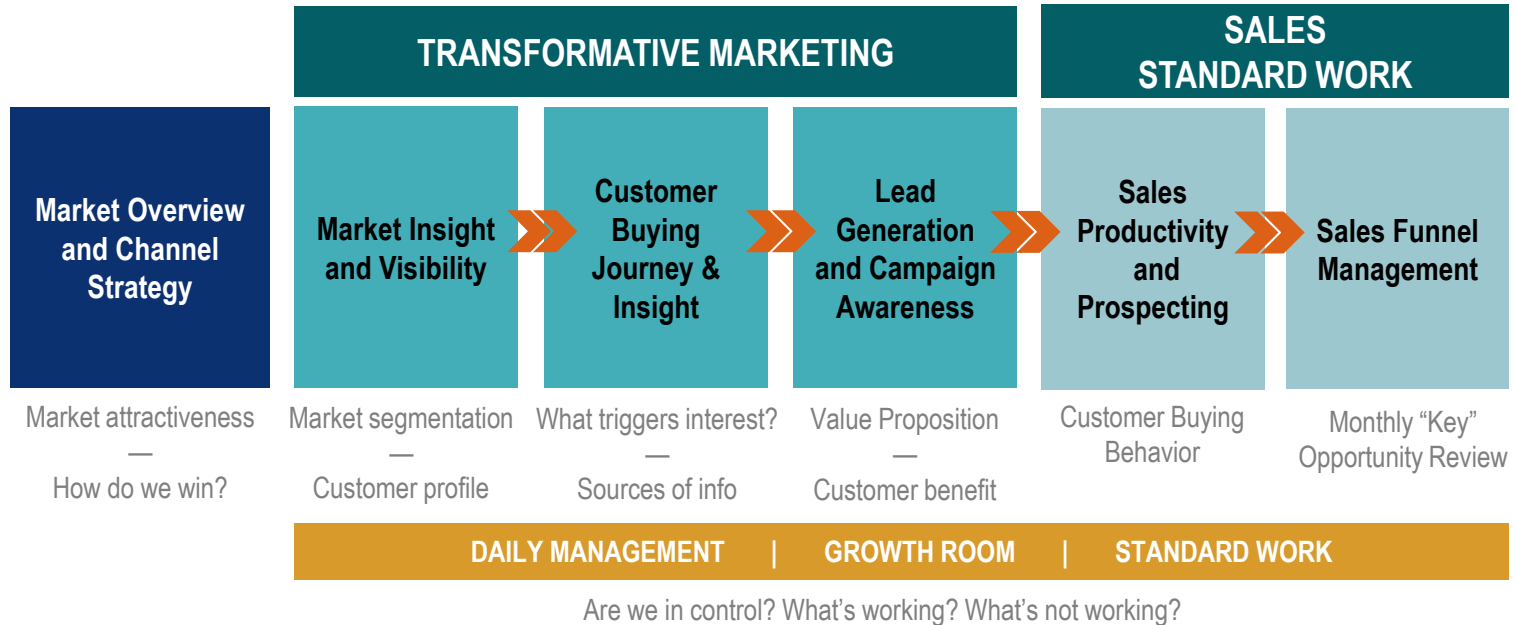 TRANSFORMATIVE MARKETING
SALES
STANDARD WORK
Market Overview
and Channel
Strategy
Market Insight
and Visibility
Customer
Buying
Journey &
Insight
Lead
Generation
and Campaign
Awareness
Sales
Productivity
and
Prospecting
Sales Funnel
Management
Market attractiveness
—
How do we win?
Market segmentation
—
Customer profile
What triggers interest?
—
Sources of info
Value Proposition
—
Customer benefit
Customer Buying
Behavior
Monthly “Key”
Opportunity Review
DAILY MANAGEMENT | GROWTH ROOM | STANDARD WORK
Are we in control? What’s working? What’s not working?